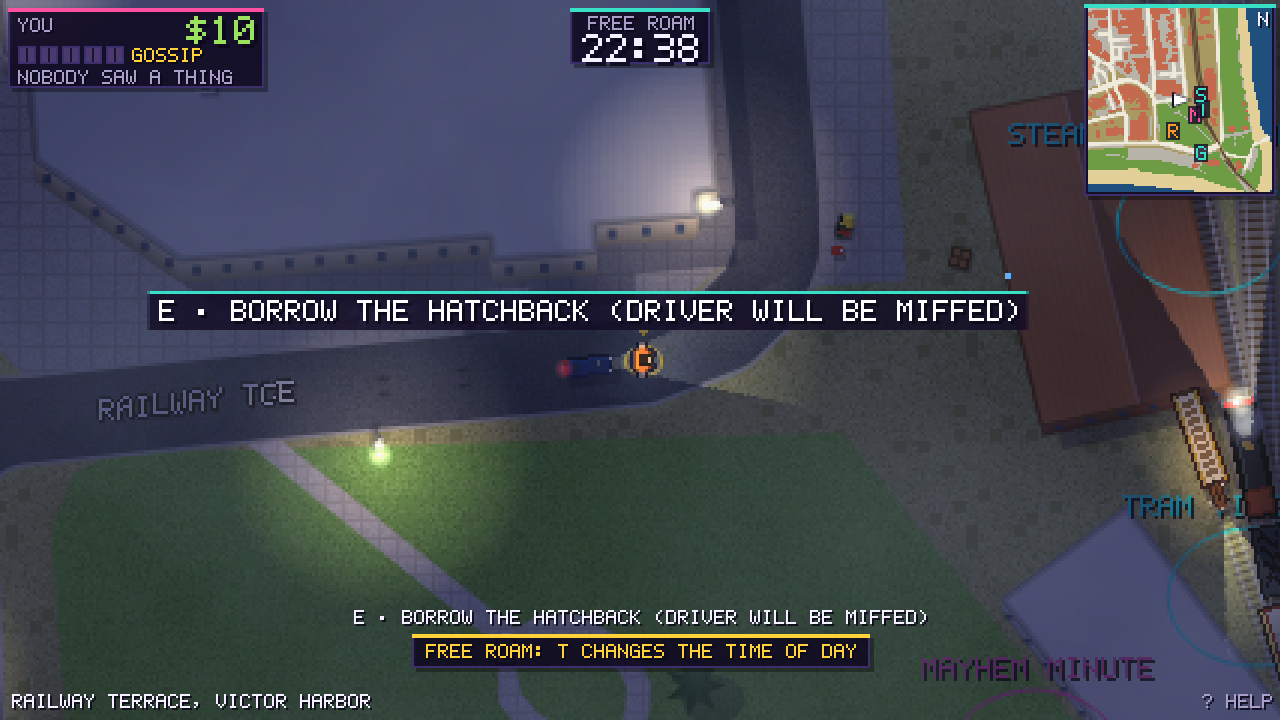 YOU
$10
GOSSIP
NOBODY SAW A THING
FREE ROAM
22:38
N
S
M
R
G
E · BORROW THE HATCHBACK (DRIVER WILL BE MIFFED)
RAILWAY TCE
TRAM
MAYHEM MINUTE
E · BORROW THE HATCHBACK (DRIVER WILL BE MIFFED)
FREE ROAM: T CHANGES THE TIME OF DAY
RAILWAY TERRACE, VICTOR HARBOR
? HELP